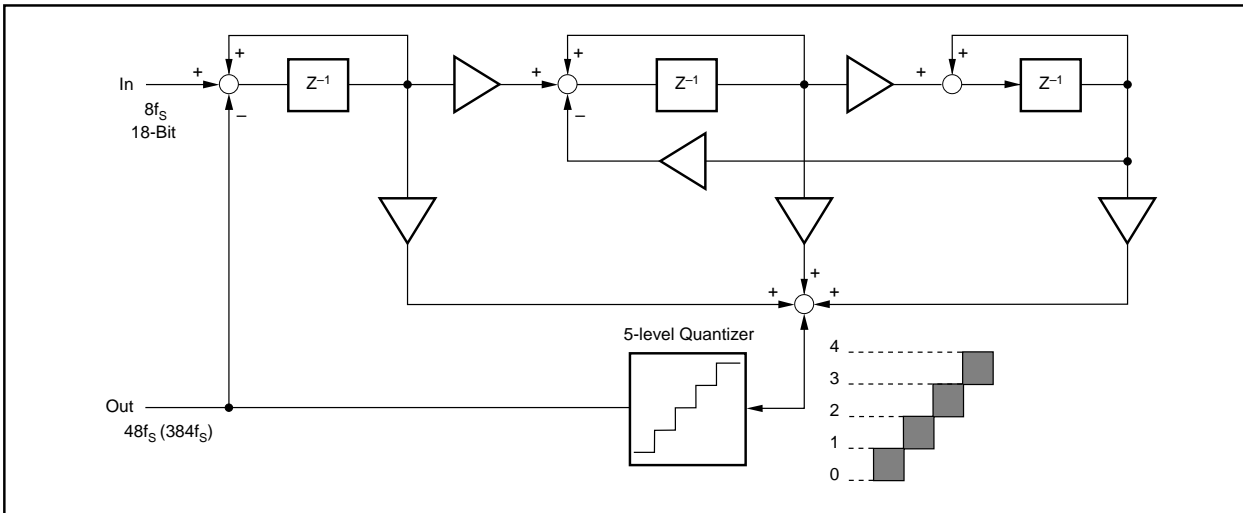 + + +
In + Z⁻¹ + Z⁻¹ + Z⁻¹
8fS
18-Bit
– –
+
+ +
5-level Quantizer
4
3
2
1
0
Out
48fS (384fS)